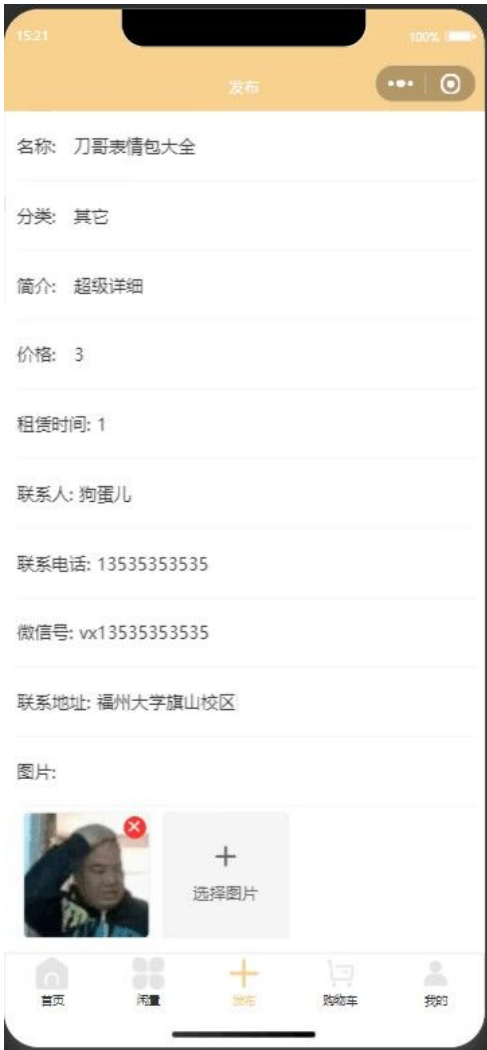 15:21
100%
发布
名称: 刀哥表情包大全
分类: 其它
简介: 超级详细
价格: 3
租赁时间: 1
联系人: 狗蛋儿
联系电话: 13535353535
微信号: vx13535353535
联系地址: 福州大学旗山校区
图片:
选择图片
首页
闲置
发布
购物车
我的